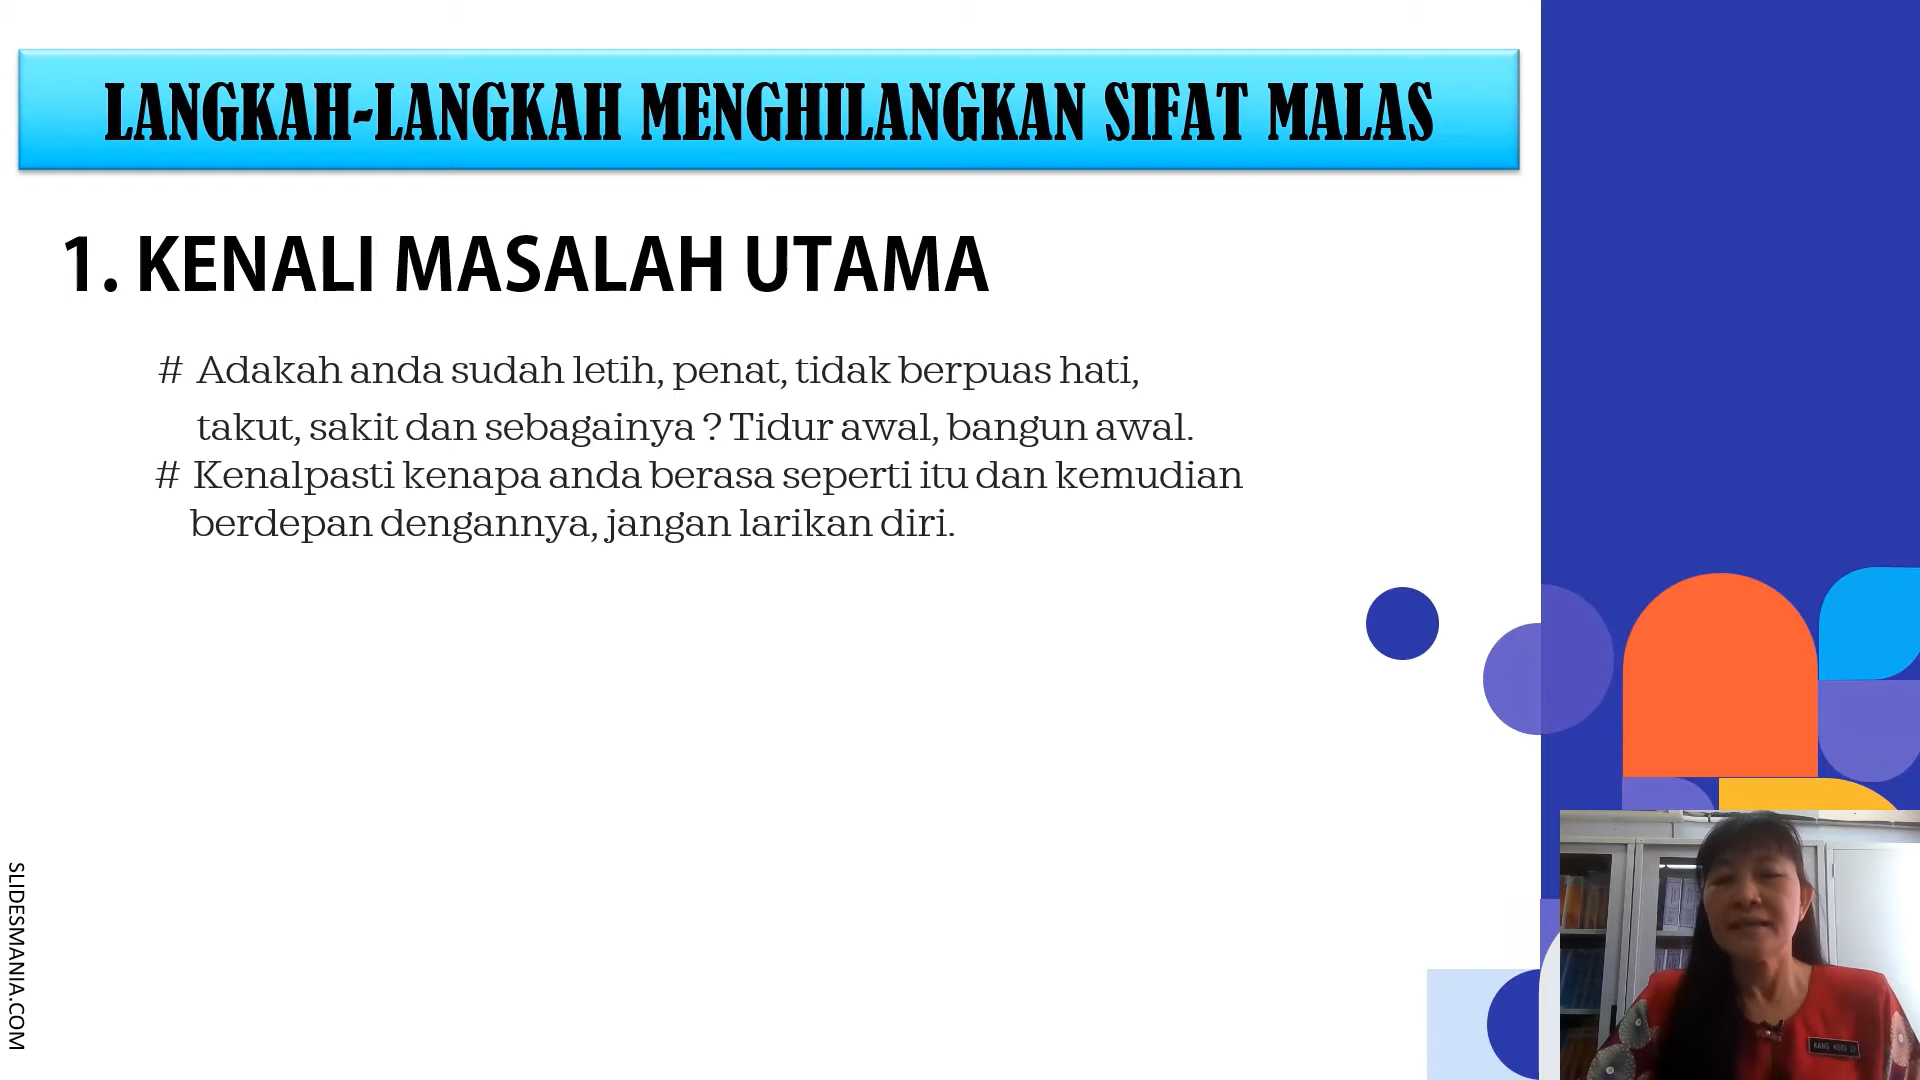 LANGKAH-LANGKAH MENGHILANGKAN SIFAT MALAS
1. KENALI MASALAH UTAMA
# Adakah anda sudah letih, penat, tidak berpuas hati,
takut, sakit dan sebagainya ? Tidur awal, bangun awal.
# Kenalpasti kenapa anda berasa seperti itu dan kemudian
berdepan dengannya, jangan larikan diri.
SLIDESMANIA.COM